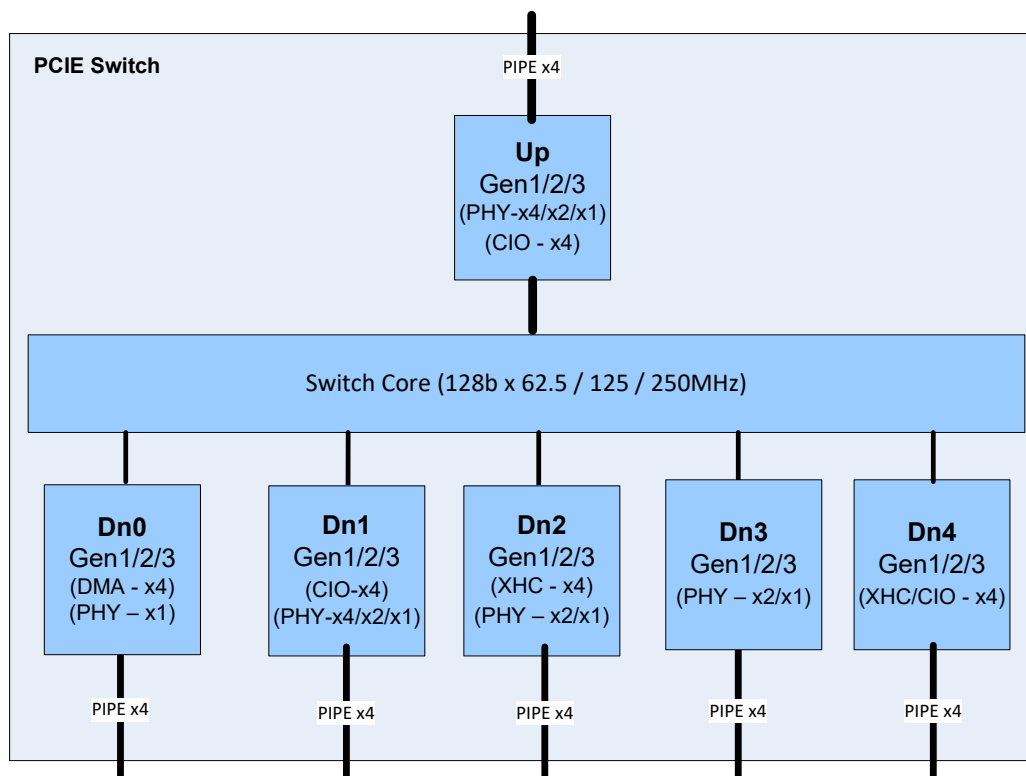 PCIE Switch
PIPE x4
Up
Gen1/2/3
(PHY-x4/x2/x1)
(CIO - x4)
Switch Core (128b x 62.5 / 125 / 250MHz)
Dn0
Gen1/2/3
(DMA - x4)
(PHY – x1)
Dn1
Gen1/2/3
(CIO-x4)
(PHY-x4/x2/x1)
Dn2
Gen1/2/3
(XHC - x4)
(PHY – x2/x1)
Dn3
Gen1/2/3
(PHY – x2/x1)
Dn4
Gen1/2/3
(XHC/CIO - x4)
PIPE x4
PIPE x4
PIPE x4
PIPE x4
PIPE x4